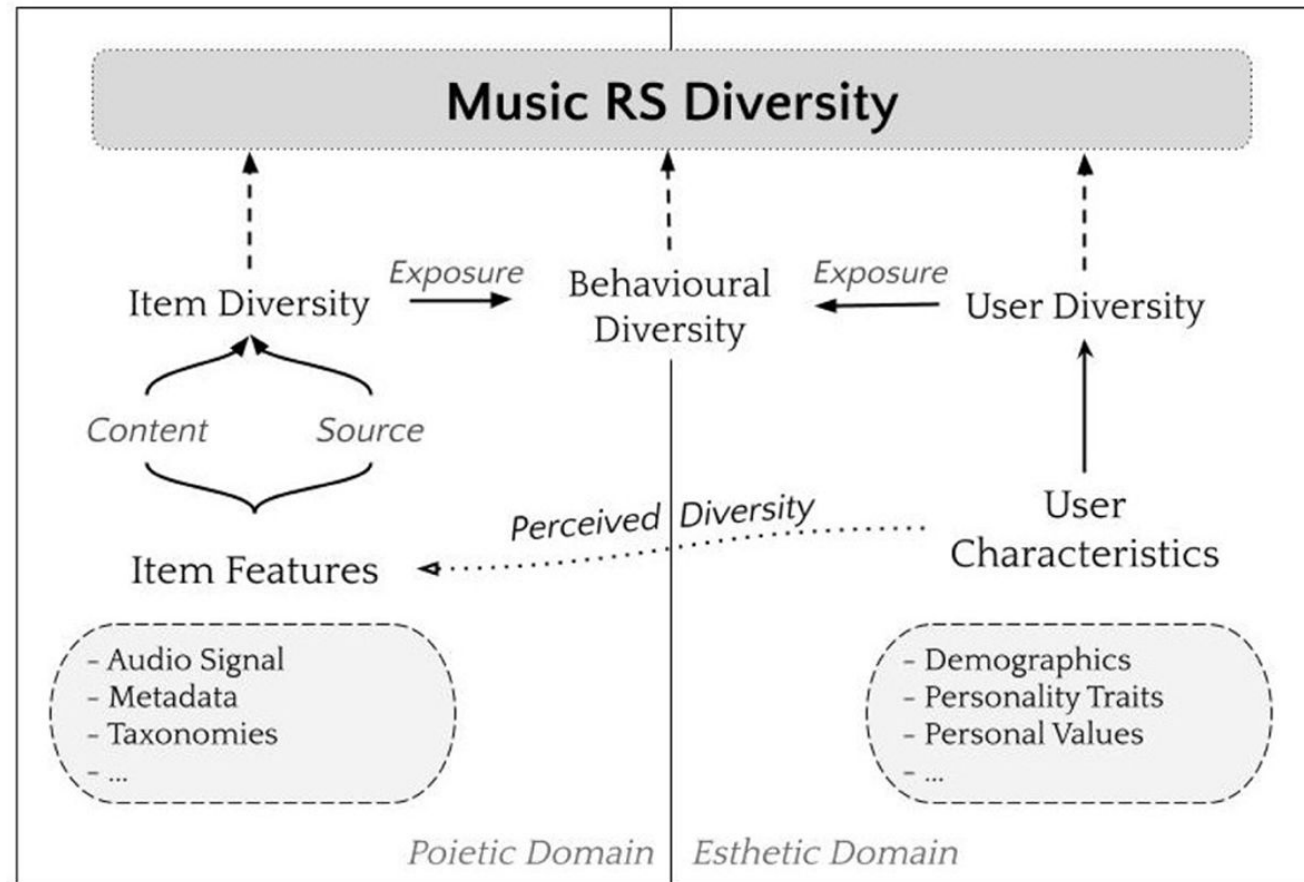 Music RS Diversity
Item Diversity
Exposure
Behavioural
Diversity
Exposure
User Diversity
Content
Source
Perceived Diversity
Item Features
User
Characteristics
- Audio Signal
- Metadata
- Taxonomies
- ...
- Demographics
- Personality Traits
- Personal Values
- ...
Poietic Domain
Esthetic Domain